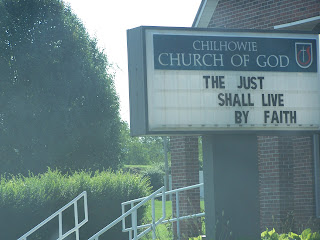 CHILHOWIE
CHURCH OF GOD
THE JUST
SHALL LIVE
BY FAITH